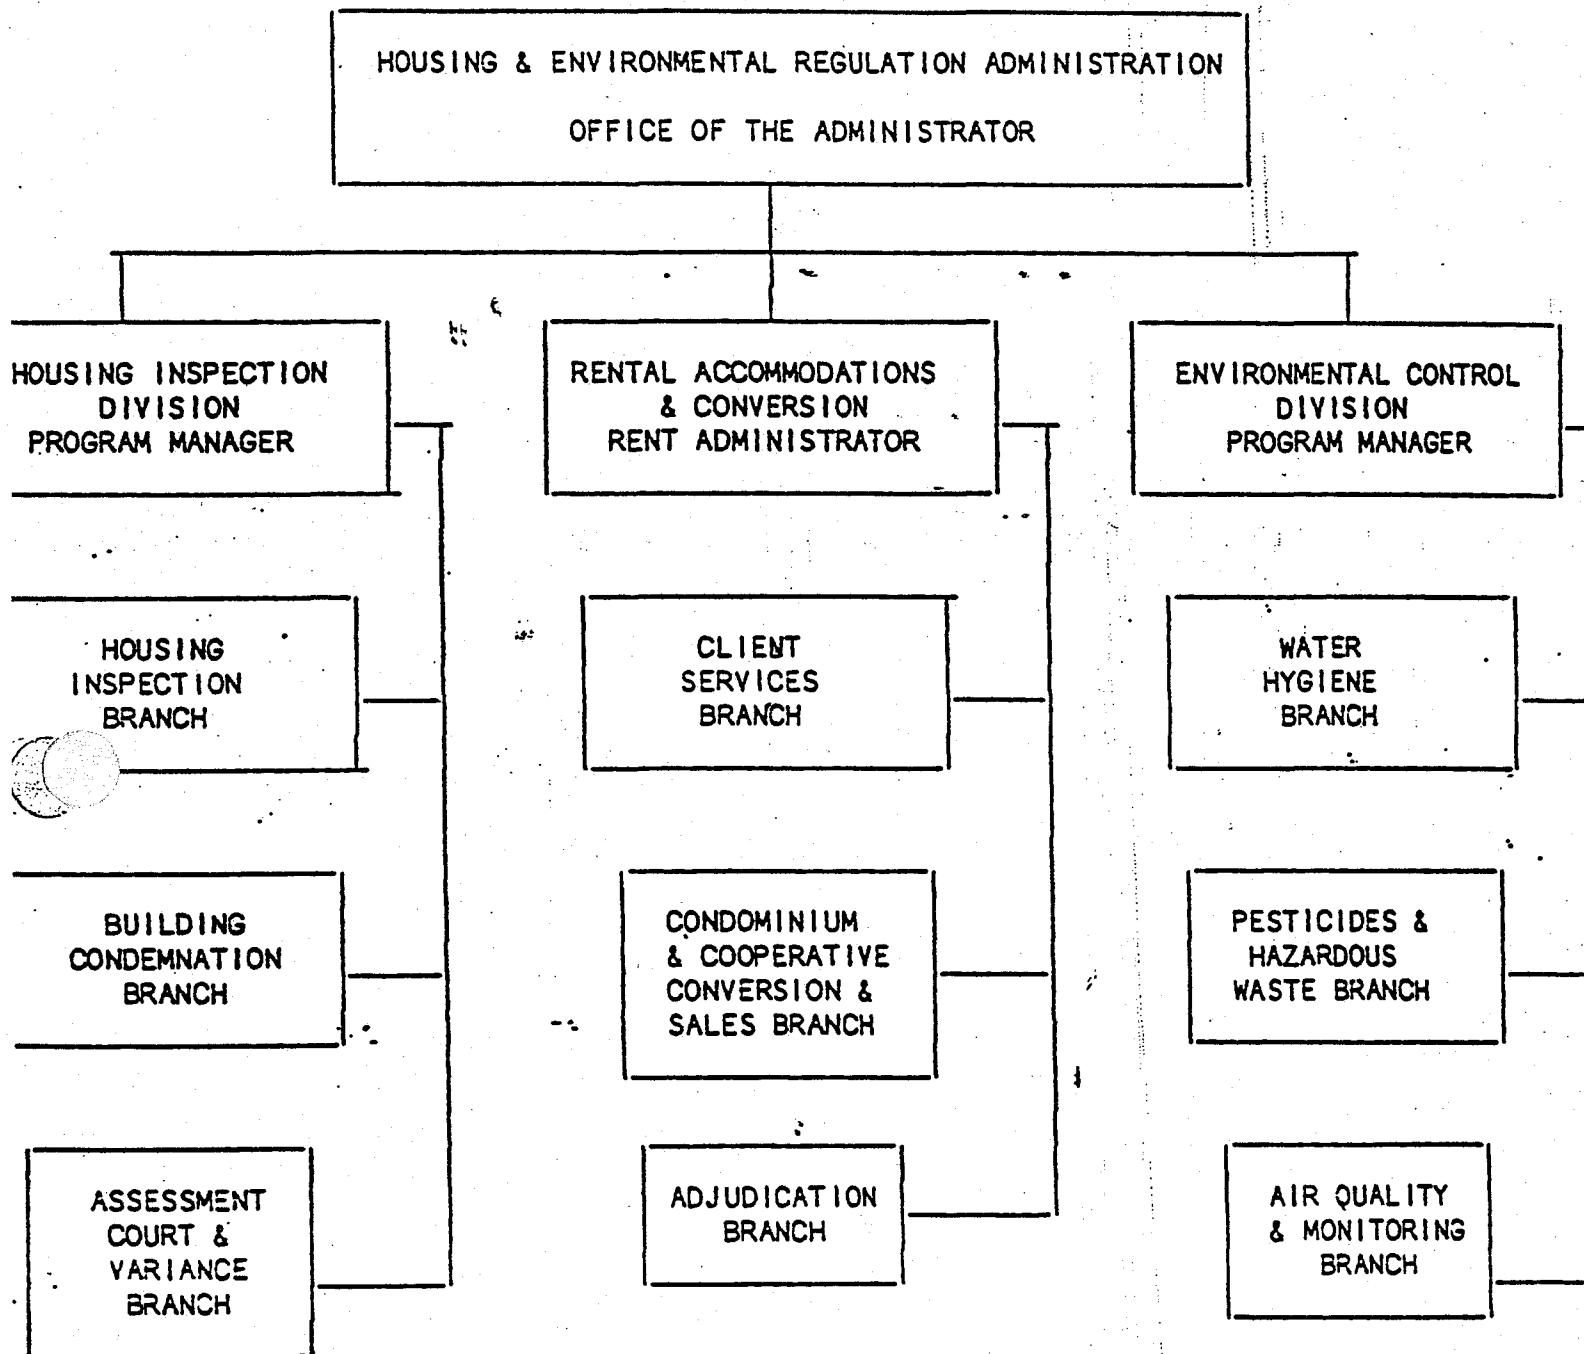 HOUSING & ENVIRONMENTAL REGULATION ADMINISTRATION
OFFICE OF THE ADMINISTRATOR
HOUSING INSPECTION
DIVISION
PROGRAM MANAGER
RENTAL ACCOMMODATIONS
& CONVERSION
RENT ADMINISTRATOR
ENVIRONMENTAL CONTROL
DIVISION
PROGRAM MANAGER
HOUSING
INSPECTION
BRANCH
CLIENT
SERVICES
BRANCH
WATER
HYGIENE
BRANCH
BUILDING
CONDEMNATION
BRANCH
CONDOMINIUM
& COOPERATIVE
CONVERSION &
SALES BRANCH
PESTICIDES &
HAZARDOUS
WASTE BRANCH
ASSESSMENT
COURT &
VARIANCE
BRANCH
ADJUDICATION
BRANCH
AIR QUALITY
& MONITORING
BRANCH